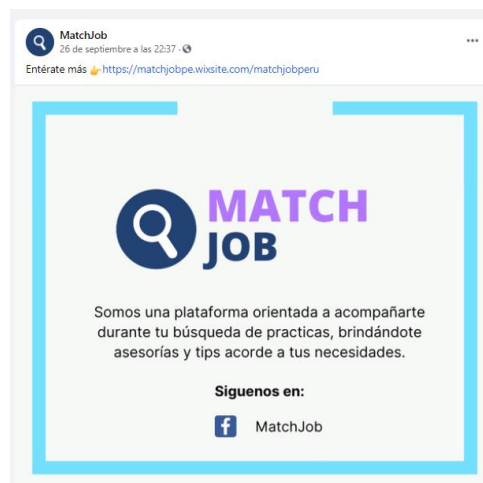 MatchJob
26 de septiembre a las 22:37 ·
Entérate más 👉 https://matchjobpe.wixsite.com/matchjobperu
MATCH
JOB
Somos una plataforma orientada a acompañarte
durante tu búsqueda de practicas, brindándote
asesorías y tips acorde a tus necesidades.
Siguenos en:
MatchJob